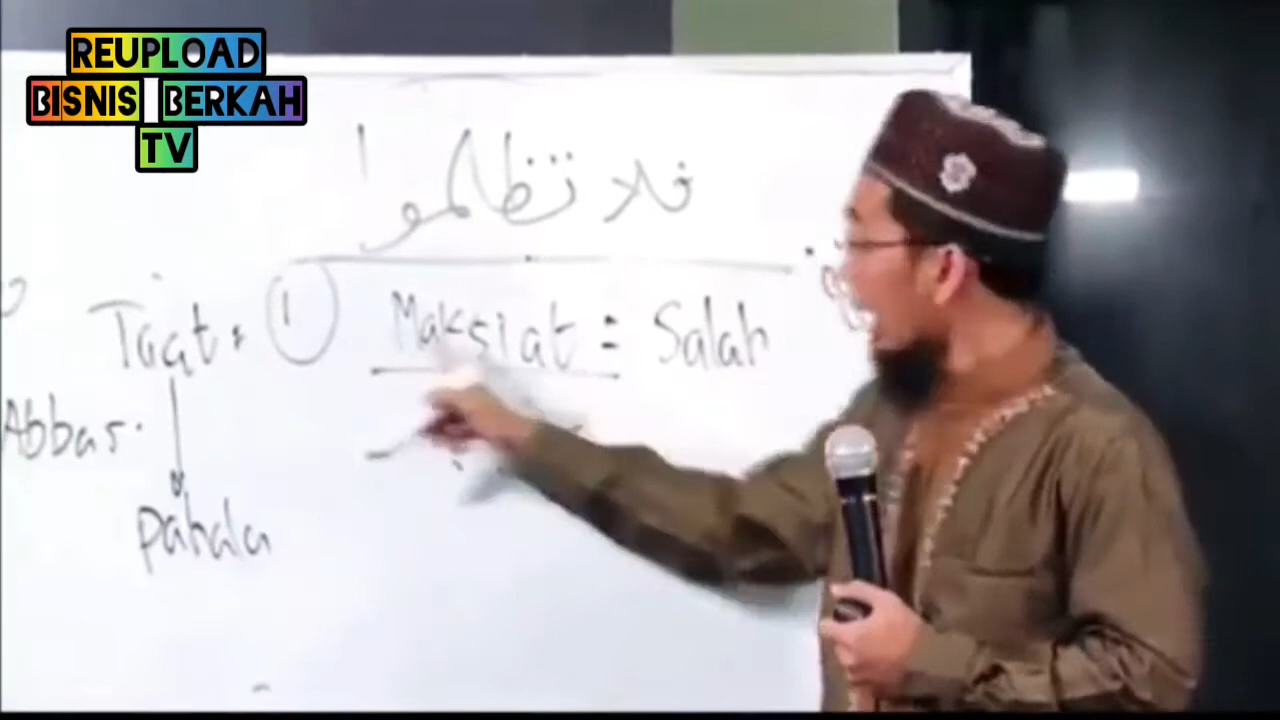 REUPLOAD
BISNIS BERKAH
TV
فلا تظلموا
Taat = 1 Maksiat = Salah
Abbas.
pahala